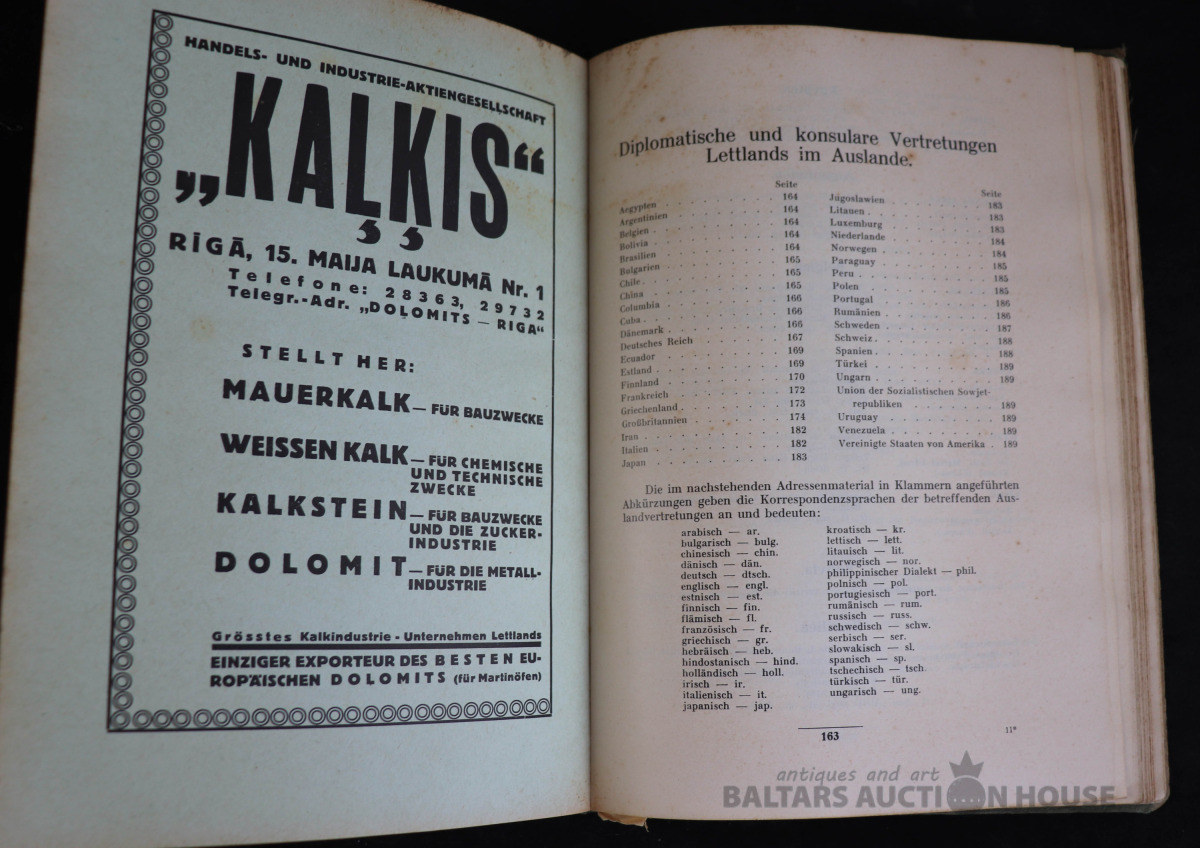 HANDELS- UND INDUSTRIE-AKTIENGESELLSCHAFT
„KAĻĶIS“
RĪGĀ, 15. MAIJA LAUKUMĀ Nr. 1
Telefone: 28363, 29732
Telegr.-Adr. „DOĻOMITS — RIGA“
STELLT HER:
MAUERKALK — FÜR BAUZWECKE
WEISSEN KALK — FÜR CHEMISCHE
UND TECHNISCHE
ZWECKE
KALKSTEIN — FÜR BAUZWECKE
UND DIE ZUCKER-
INDUSTRIE
DOLOMIT — FÜR DIE METALL-
INDUSTRIE
Grösstes Kalkindustrie - Unternehmen Lettlands
EINZIGER EXPORTEUR DES BESTEN EU-
ROPÄISCHEN DOĻOMITS (für Martinöfen)
Diplomatische und konsulare Vertretungen
Lettlands im Auslande.
Seite
Aegypten 164
Argentinien 164
Belgien 164
Bolivia 164
Brasilien 164
Bulgarien 165
Chile 165
China 165
Columbia 166
Cuba 166
Dänemark 166
Deutsches Reich 167
Ecuador 169
Estland 169
Finnland 170
Frankreich 172
Griechenland 173
Großbritannien 174
Iran 182
Italien 182
Japan 183
Seite
Jugoslawien 183
Litauen 183
Luxemburg 183
Niederlande 184
Norwegen 184
Paraguay 185
Peru 185
Polen 185
Portugal 186
Rumänien 186
Schweden 187
Schweiz 188
Spanien 188
Türkei 189
Ungarn 189
Union der Sozialistischen Sowjet-
republiken 189
Uruguay 189
Venezuela 189
Vereinigte Staaten von Amerika . 189
Die im nachstehenden Adressenmaterial in Klammern angeführten
Abkürzungen geben die Korrespondenzsprachen der betreffenden Aus-
landvertretungen an und bedeuten:
arabisch — ar.
bulgarisch — bulg.
chinesisch — chin.
dänisch — dän.
deutsch — dtsch.
englisch — engl.
estnisch — est.
finnisch — fin.
flämisch — fl.
französisch — fr.
griechisch — gr.
hebräisch — heb.
hindostanisch — hind.
holländisch — holl.
irisch — ir.
italienisch — it.
japanisch — jap.
kroatisch — kr.
lettisch — lett.
litauisch — lit.
norwegisch — nor.
philippinischer Dialekt — phil.
polnisch — pol.
portugiesisch — port.
rumänisch — rum.
russisch — russ.
schwedisch — schw.
serbisch — ser.
slowakisch — sl.
spanisch — sp.
tschechisch — tsch.
türkisch — tür.
ungarisch — ung.
163
11*
antiques and art
BALTARS AUCTION HOUSE